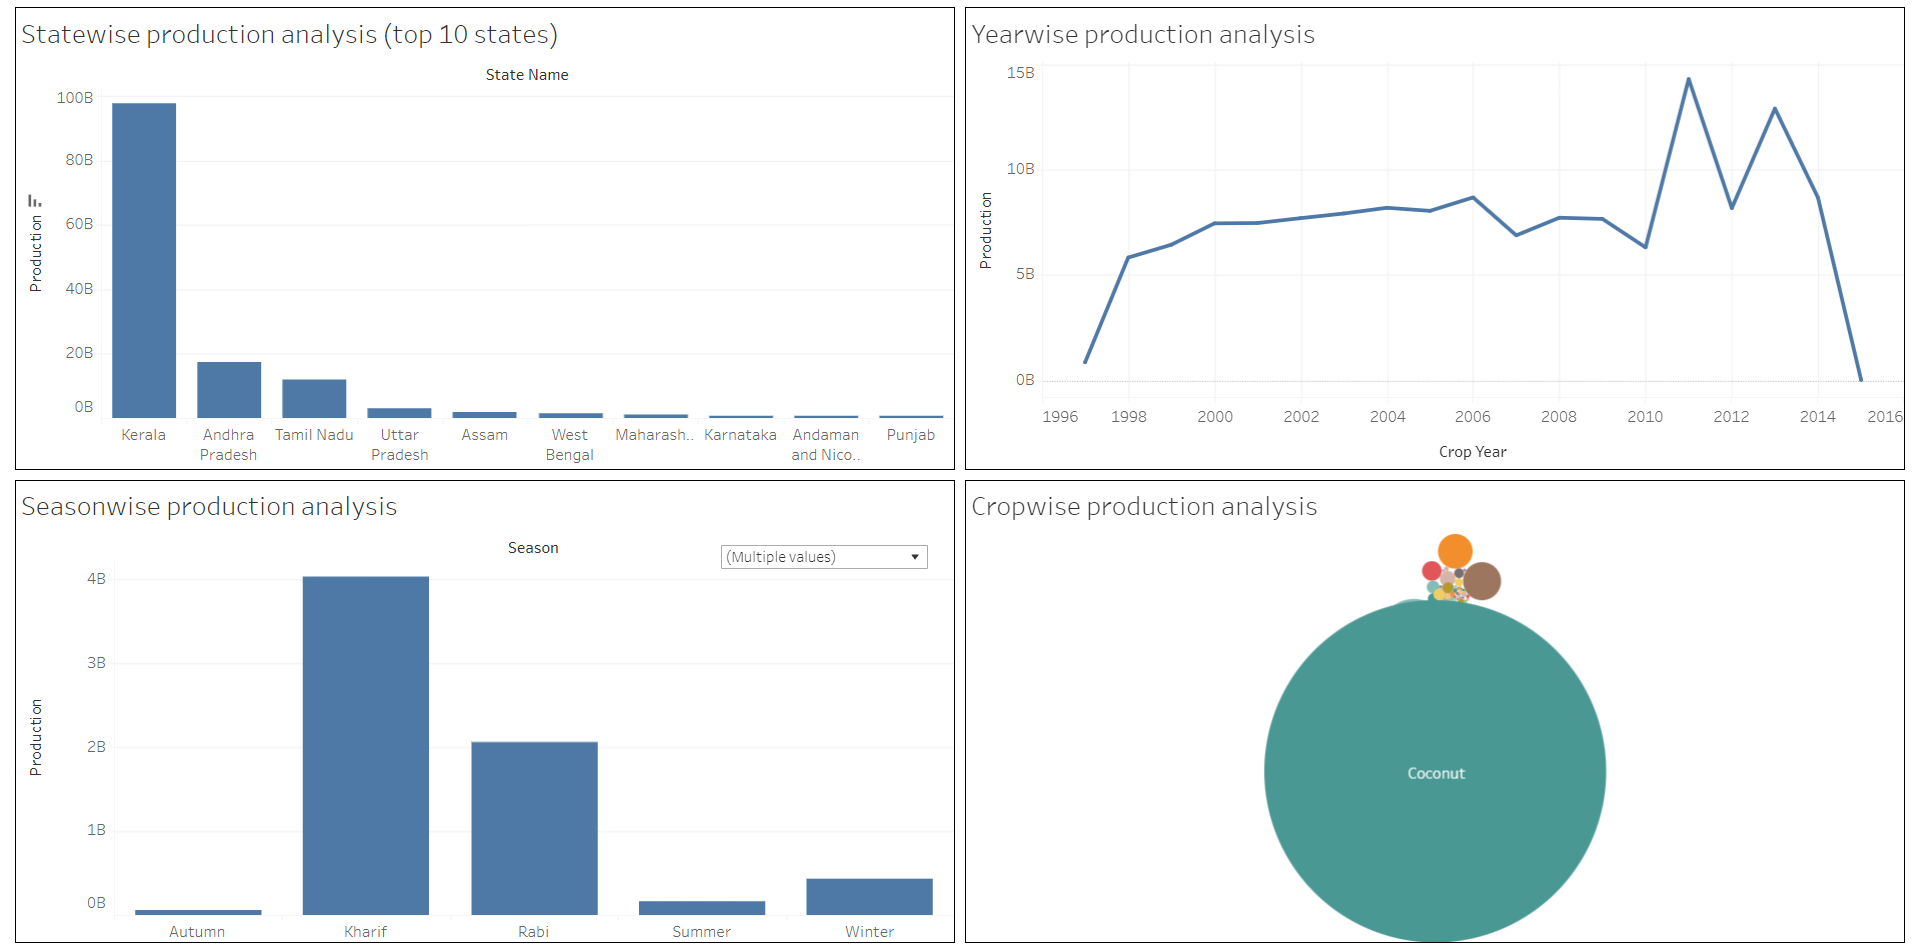 Statewise production analysis (top 10 states)
State Name
100B
80B
60B
40B
20B
0B
Production
Kerala
Andhra
Pradesh
Tamil Nadu
Uttar
Pradesh
Assam
West
Bengal
Maharash..
Karnataka
Andaman
and Nico..
Punjab
Yearwise production analysis
15B
10B
5B
0B
Production
1996 1998 2000 2002 2004 2006 2008 2010 2012 2014 2016
Crop Year
Seasonwise production analysis
Season
(Multiple values)
4B
3B
2B
1B
0B
Production
Autumn Kharif Rabi Summer Winter
Cropwise production analysis
Coconut